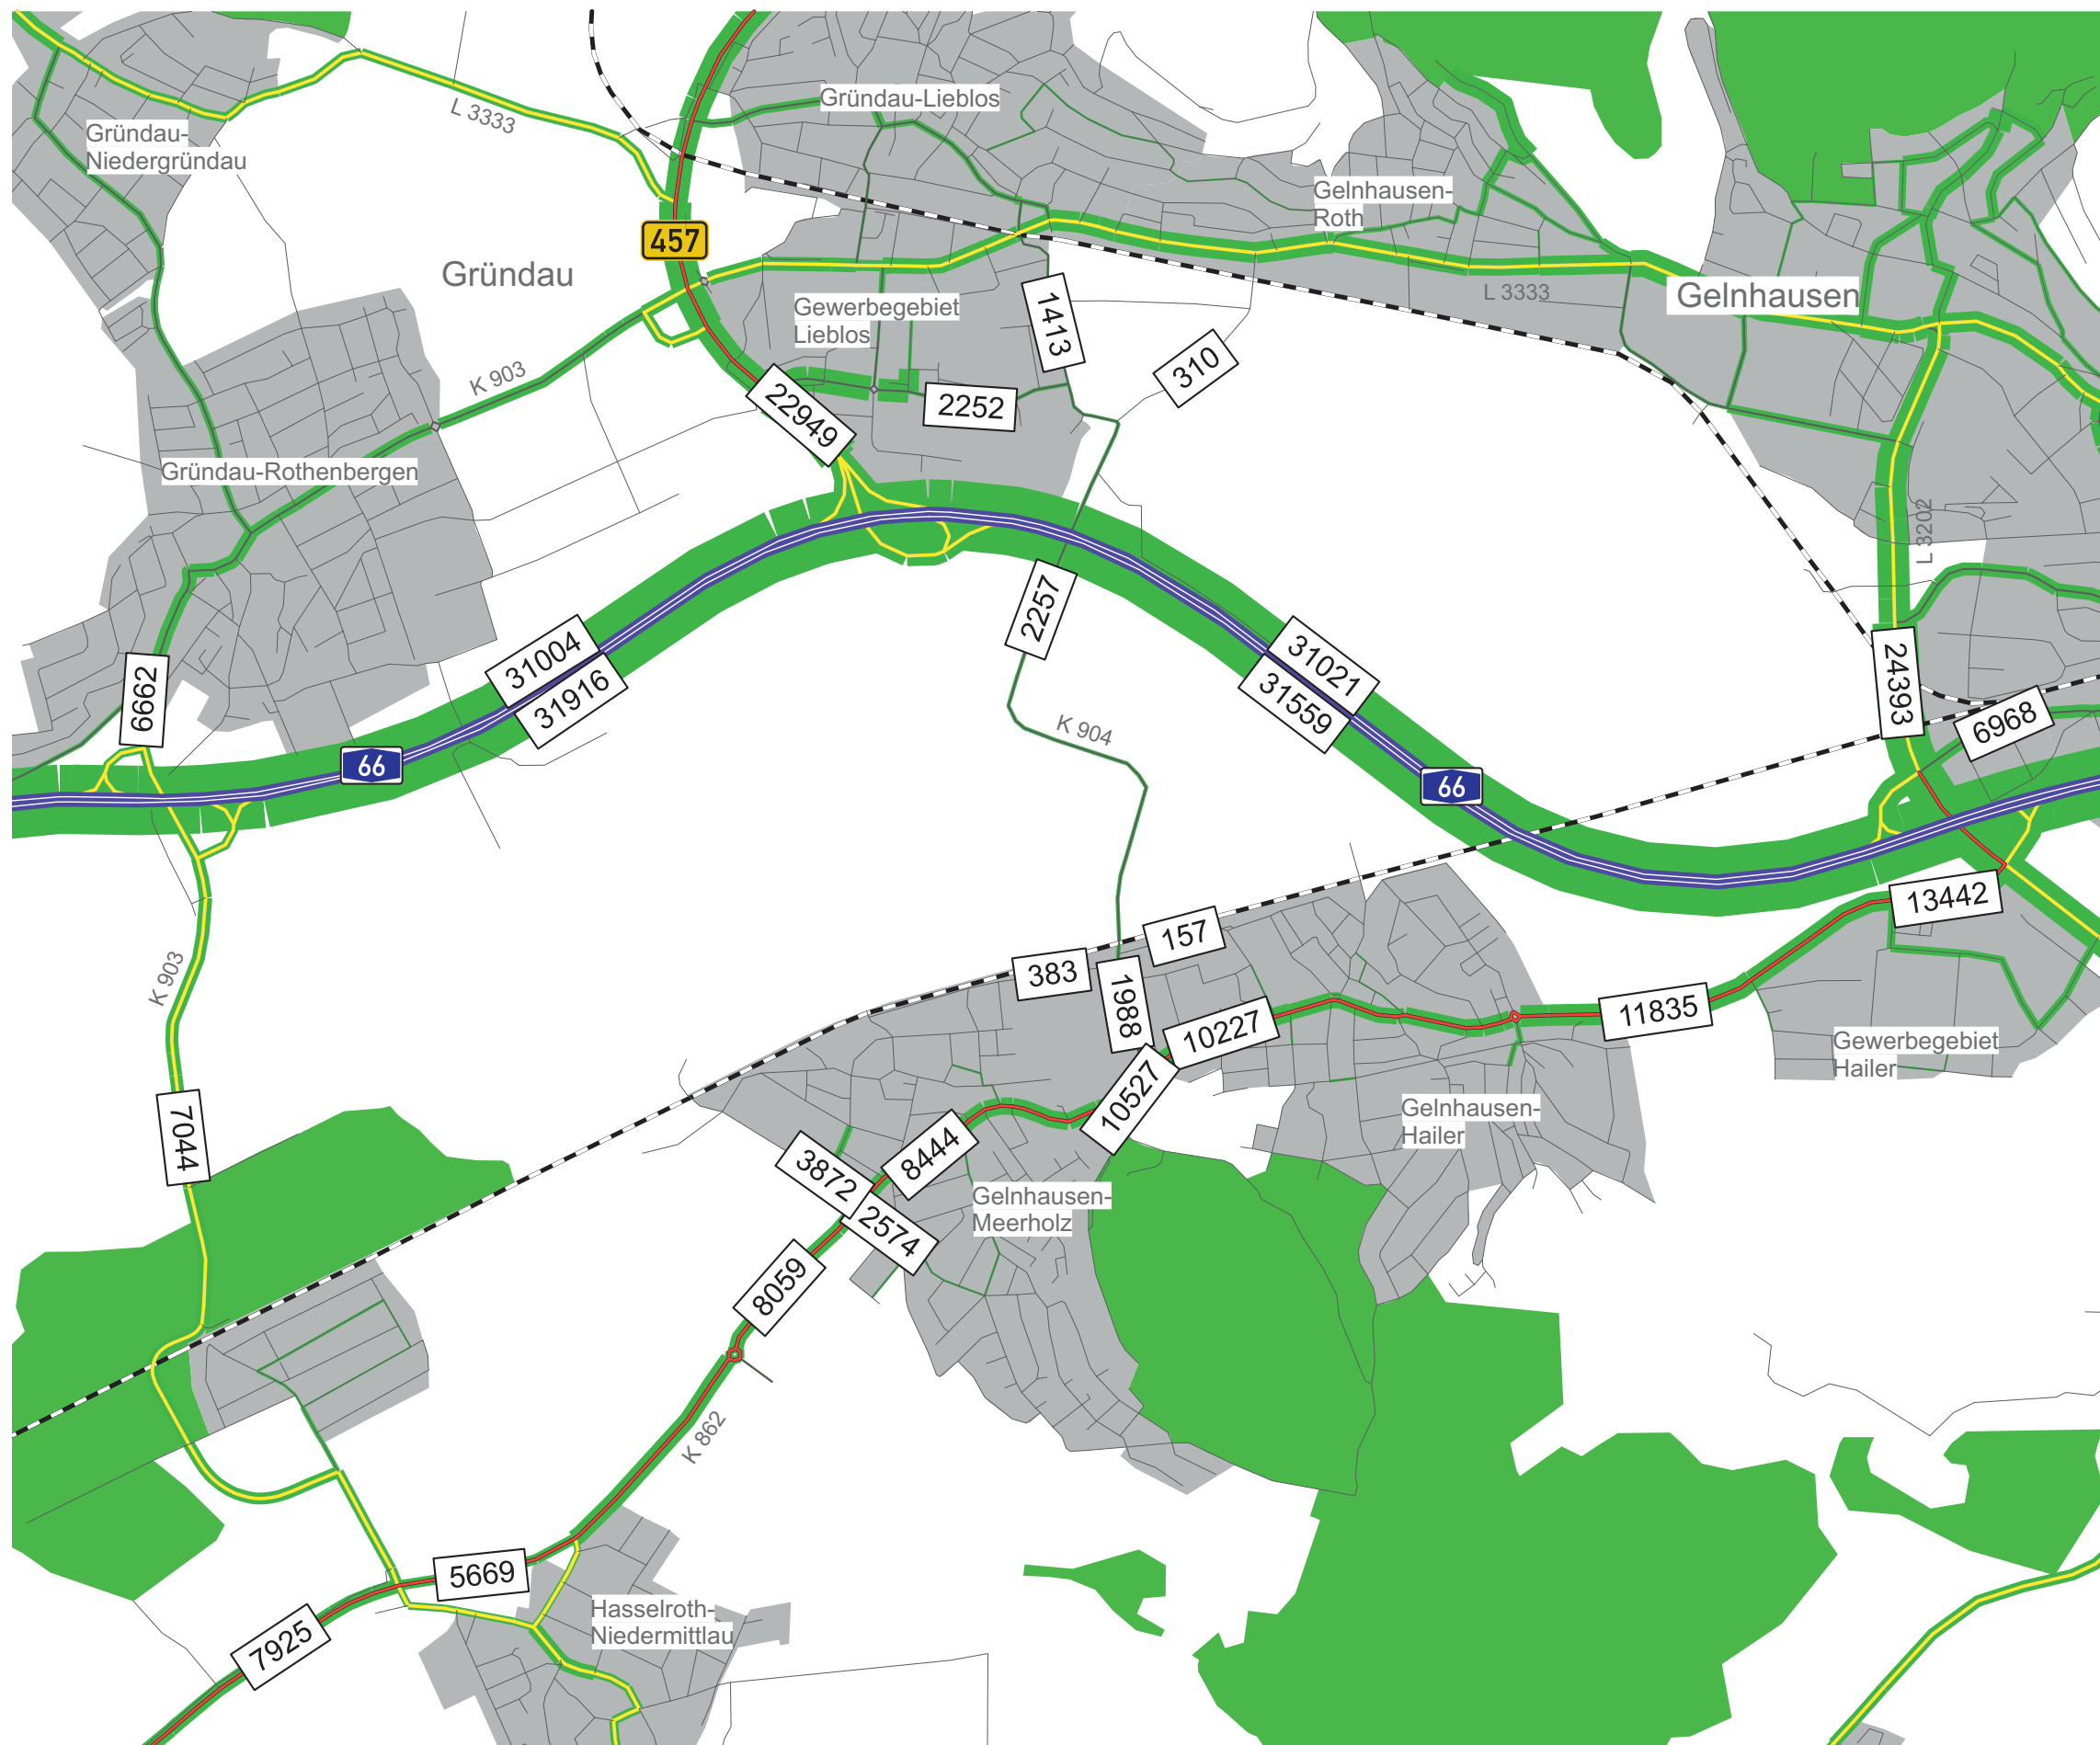 L 3333
Gründau-Lieblos
Gründau-
Niedergründau
Gelnhausen-
Roth
457
Gründau
L 3333
Gelnhausen
Gewerbegebiet
Lieblos
1413
310
K 903
22949
2252
Gründau-Rothenbergen
L 3202
2257
31004
31916
31021
31559
6662
24393
6968
K 904
66
66
13442
K 903
157
383
1988
10227
11835
Gewerbegebiet
Hailer
10527
Gelnhausen-
Hailer
7044
8444
3872
2574
Gelnhausen-
Meerholz
8059
K 862
5669
Hasselroth-
Niedermittlau
7925